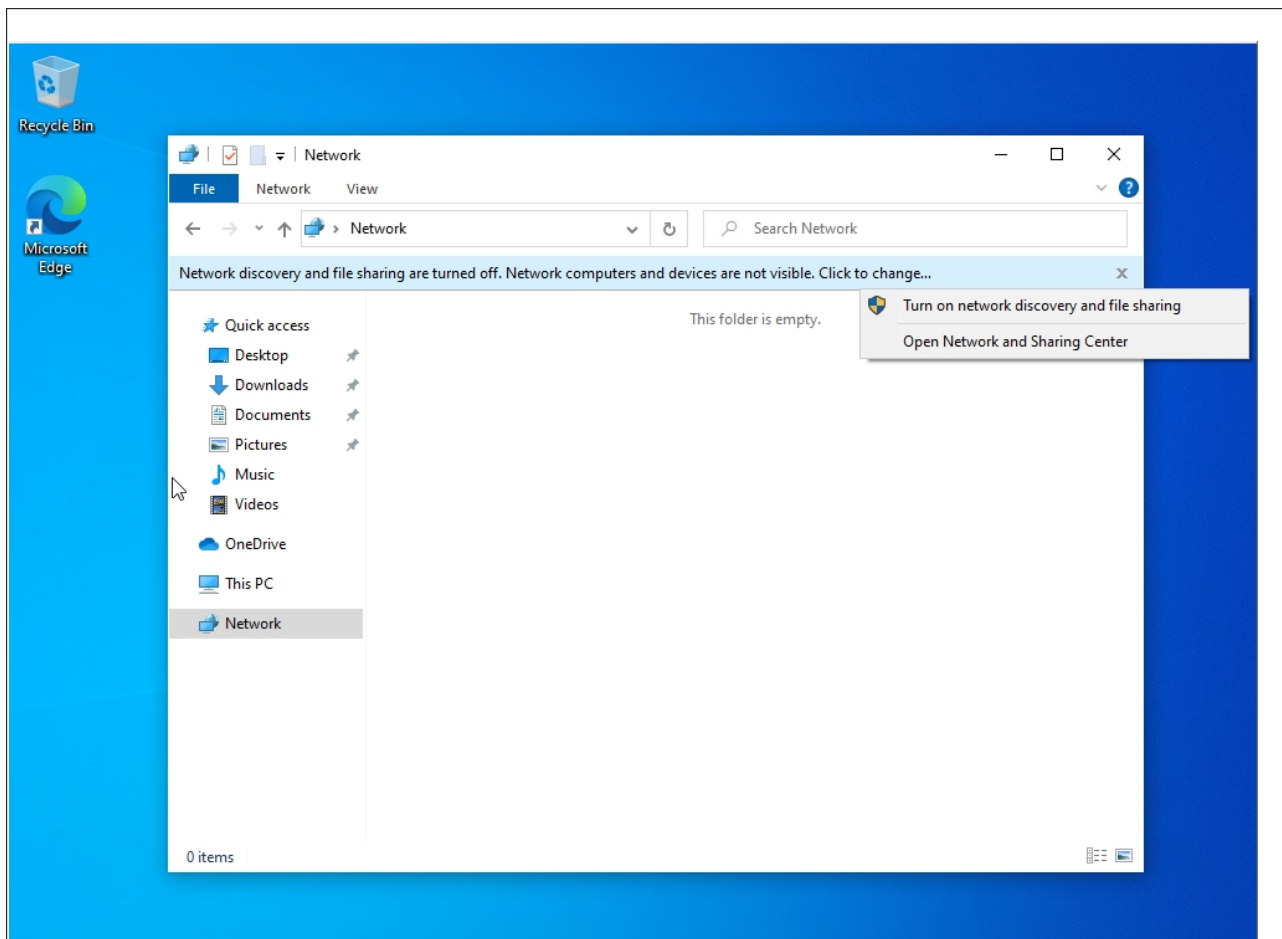 Recycle Bin
Microsoft
Edge
Network
File Network View
Network
Search Network
Network discovery and file sharing are turned off. Network computers and devices are not visible. Click to change...
Turn on network discovery and file sharing
Open Network and Sharing Center
This folder is empty.
Quick access
Desktop
Downloads
Documents
Pictures
Music
Videos
OneDrive
This PC
Network
0 items